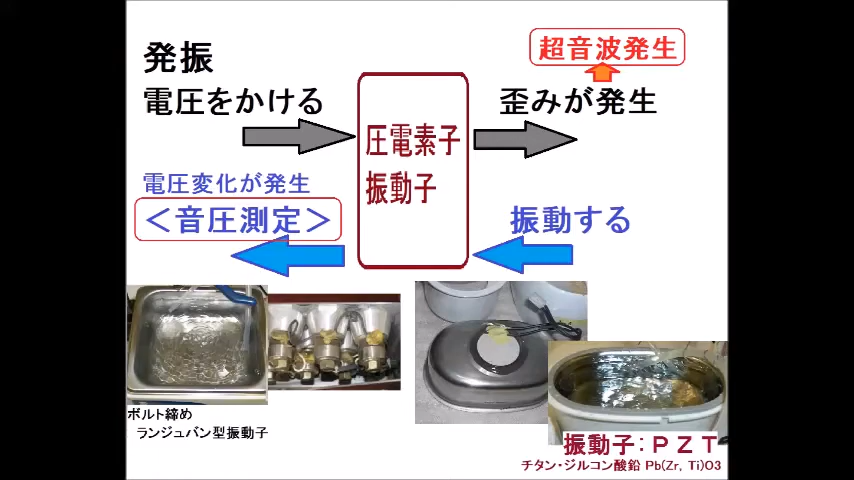 発振
電圧をかける
超音波発生
歪みが発生
圧電素子
振動子
電圧変化が発生
＜音圧測定＞
振動する
ボルト締め
ランジュバン型振動子
振動子：ＰＺＴ
チタン・ジルコン酸鉛 Pb(Zr, Ti)O3